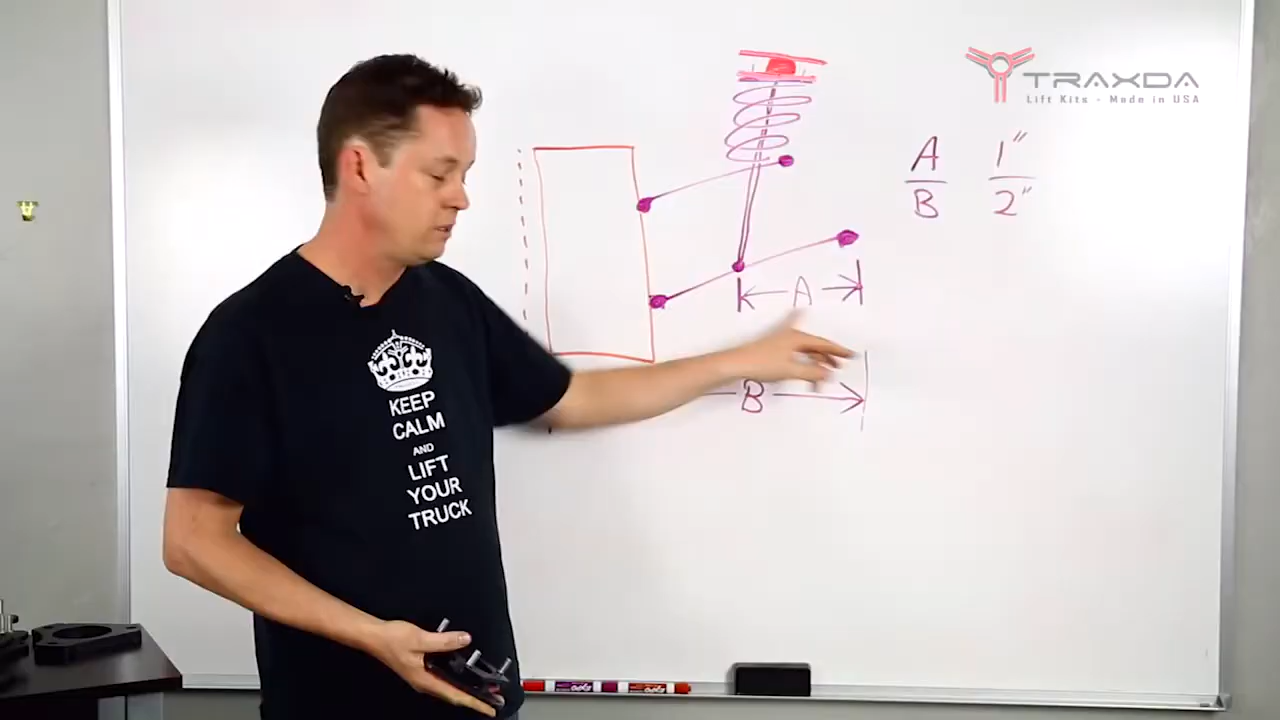 TRAXDA
Lift Kits - Made in USA
A 1"
B 2"
A
B
KEEP
CALM
AND
LIFT
YOUR
TRUCK